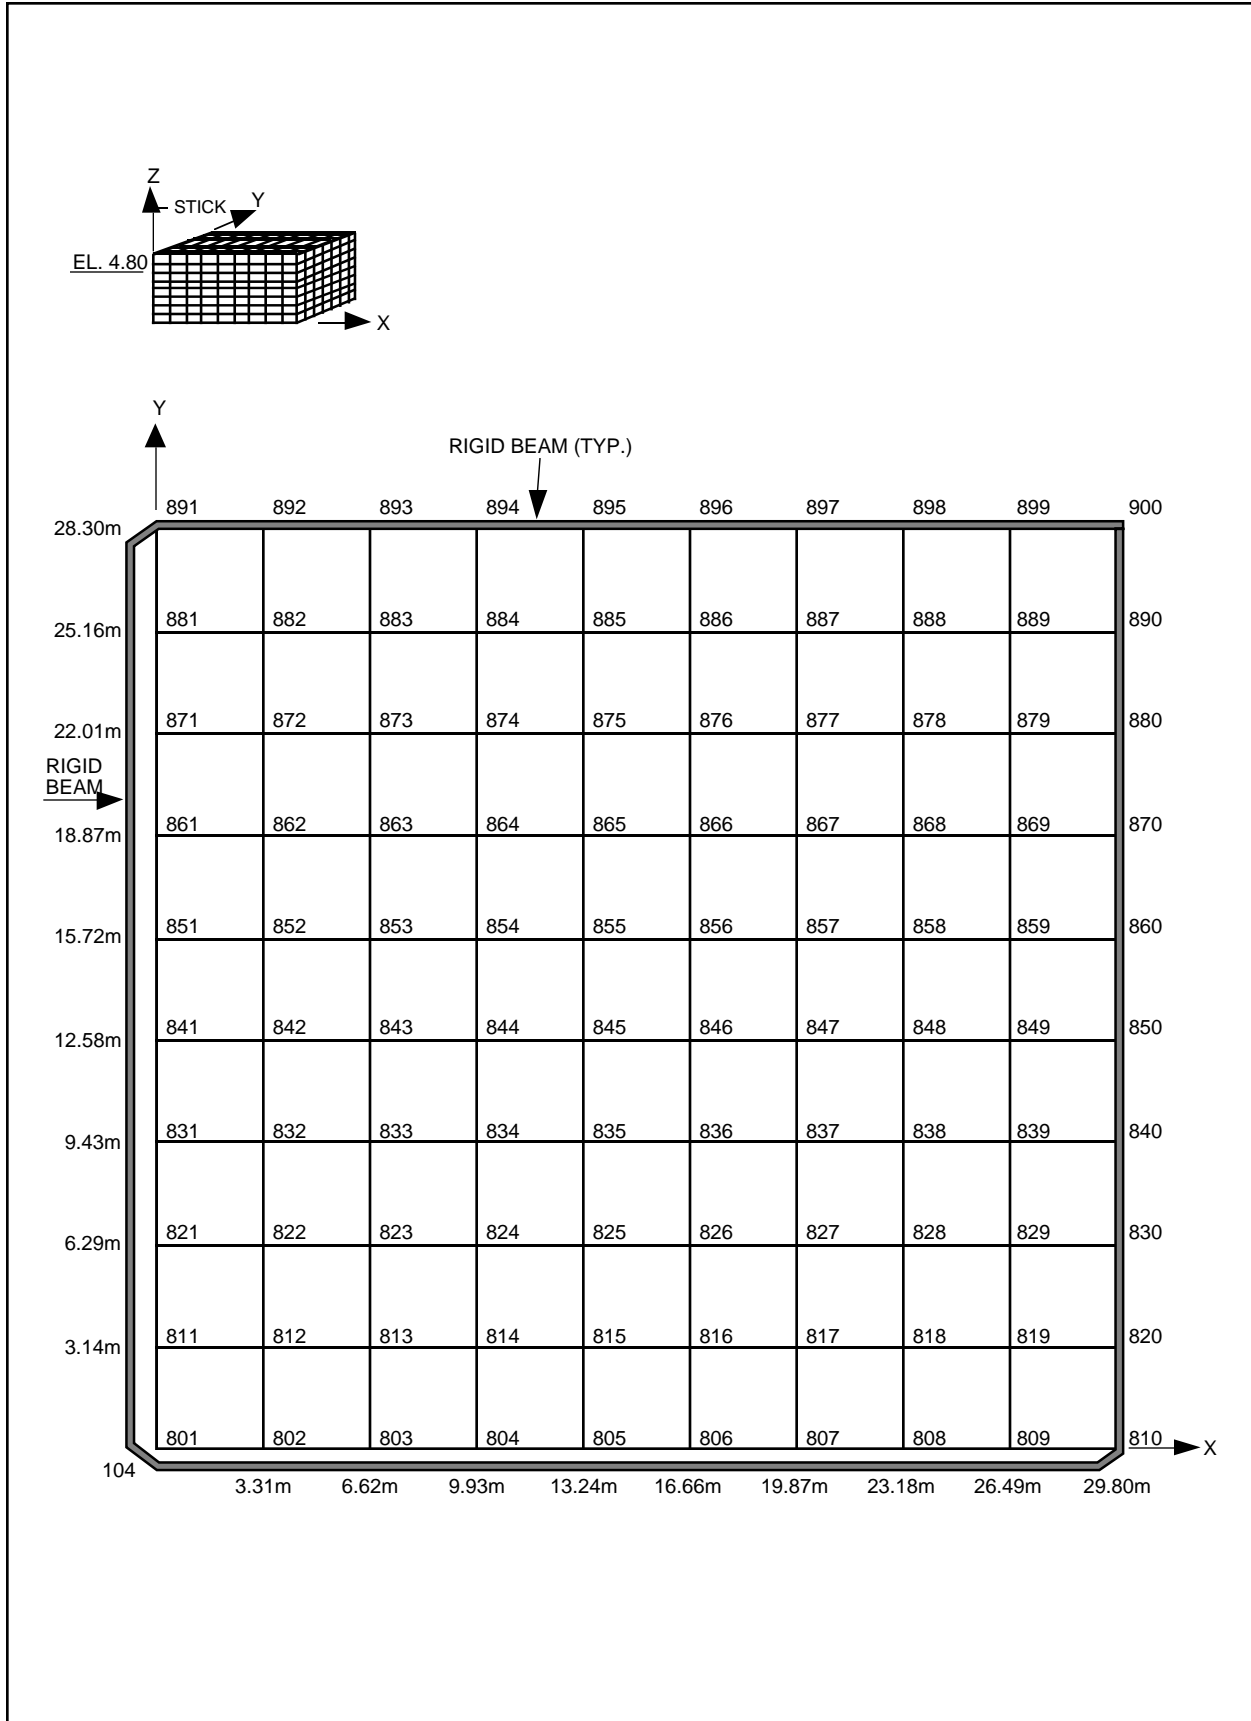 Z
STICK Y
EL. 4.80
X
Y
RIGID BEAM (TYP.)
891 892 893 894 895 896 897 898 899 900
28.30m
881 882 883 884 885 886 887 888 889 890
25.16m
871 872 873 874 875 876 877 878 879 880
22.01m
RIGID
BEAM
861 862 863 864 865 866 867 868 869 870
18.87m
851 852 853 854 855 856 857 858 859 860
15.72m
841 842 843 844 845 846 847 848 849 850
12.58m
831 832 833 834 835 836 837 838 839 840
9.43m
821 822 823 824 825 826 827 828 829 830
6.29m
811 812 813 814 815 816 817 818 819 820
3.14m
801 802 803 804 805 806 807 808 809 810 X
104
3.31m 6.62m 9.93m 13.24m 16.66m 19.87m 23.18m 26.49m 29.80m